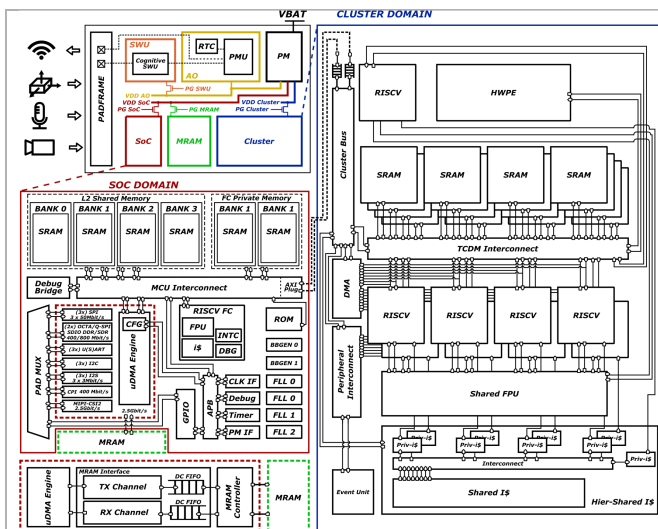 VBAT
CLUSTER DOMAIN
PADFRAME
SWU
Cognitive
SWU
RTC
PMU
AO
PM
PG SWU
VDD AO
VDD SoC
VDD Cluster
PG SoC
PG MRAM
PG Cluster
SoC
MRAM
Cluster
SOC DOMAIN
L2 Shared Memory
FC Private Memory
BANK 0
BANK 1
BANK 2
BANK 3
BANK 1
BANK 1
SRAM
SRAM
SRAM
SRAM
SRAM
SRAM
Debug
Bridge
MCU Interconnect
AXI
Plug
PAD MUX
(3x) SPI
3 x 50Mbit/s
(2x) OCTA/Q-SPI
SDIO DDR/SDR
400/800 Mbit/s
(3x) U(S)ART
(3x) I2C
(3x) I2S
3 x 3Mbit/s
CPI 400 Mbit/s
MIPI-CSI2
2.5Gbit/s
CFG
uDMA Engine
2.5Gbit/s
MRAM
RISCV FC
FPU
i$
INTC
DBG
ROM
BBGEN 0
BBGEN 1
GPIO
APB
CLK IF
Debug
Timer
PM IF
FLL 0
FLL 0
FLL 1
FLL 2
uDMA Engine
MRAM Interface
TX Channel
RX Channel
DC FIFO
DC FIFO
MRAM
Controller
MRAM
Cluster Bus
RISCV
HWPE
SRAM
SRAM
SRAM
SRAM
TCDM Interconnect
DMA
RISCV
RISCV
RISCV
RISCV
Peripheral
Interconnect
Shared FPU
Priv-i$
Priv-i$
Priv-i$
Priv-i$
Priv-i$
Priv-i$
Priv-i$
Priv-i$
Priv-i$
Interconnect
Event Unit
Shared I$
Hier-Shared I$